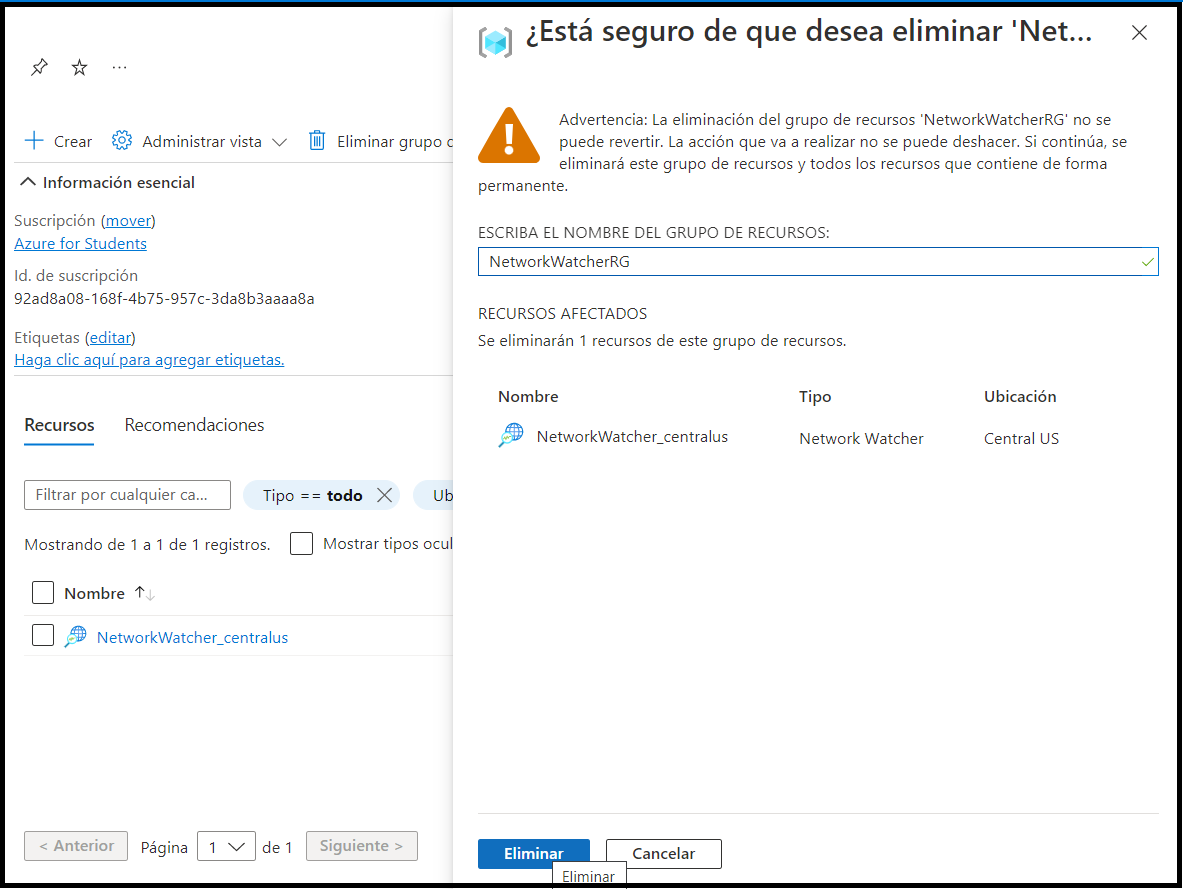 ¿Está seguro de que desea eliminar 'Net...
...
Crear
Administrar vista
Eliminar grupo d
Información esencial
Suscripción (mover)
Azure for Students
Id. de suscripción
92ad8a08-168f-4b75-957c-3da8b3aaaa8a
Etiquetas (editar)
Haga clic aquí para agregar etiquetas.
Recursos
Recomendaciones
Filtrar por cualquier ca...
Tipo == todo
Ub
Mostrando de 1 a 1 de 1 registros.
Mostrar tipos ocul
Nombre
NetworkWatcher_centralus
< Anterior
Página
1
de 1
Siguiente >
Advertencia: La eliminación del grupo de recursos 'NetworkWatcherRG' no se
puede revertir. La acción que va a realizar no se puede deshacer. Si continúa, se
eliminará este grupo de recursos y todos los recursos que contiene de forma
permanente.
ESCRIBA EL NOMBRE DEL GRUPO DE RECURSOS:
NetworkWatcherRG
RECURSOS AFECTADOS
Se eliminarán 1 recursos de este grupo de recursos.
Nombre
Tipo
Ubicación
NetworkWatcher_centralus
Network Watcher
Central US
Eliminar
Cancelar
Eliminar